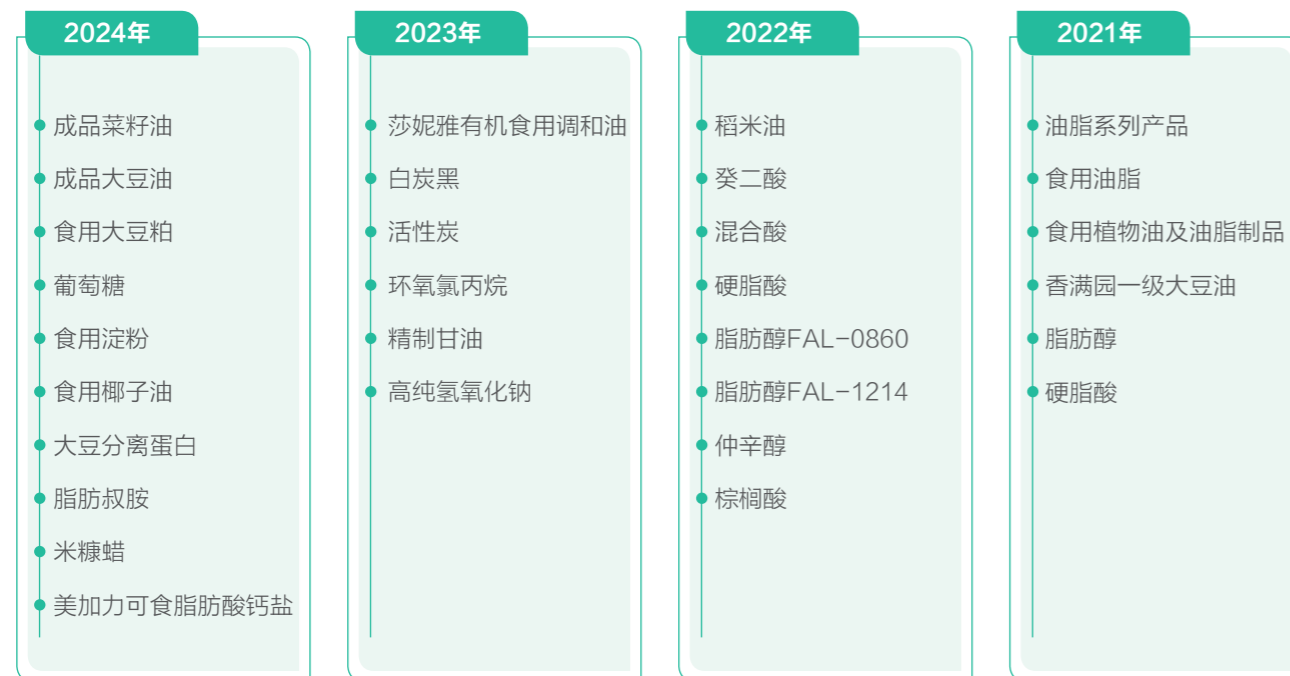 2024年
成品菜籽油
成品大豆油
食用大豆粕
葡萄糖
食用淀粉
食用椰子油
大豆分离蛋白
脂肪叔胺
米糠蜡
美加力可食脂肪酸钙盐
2023年
莎妮雅有机食用调和油
白炭黑
活性炭
环氧氯丙烷
精制甘油
高纯氢氧化钠
2022年
稻米油
癸二酸
混合酸
硬脂酸
脂肪醇FAL-0860
脂肪醇FAL-1214
仲辛醇
棕榈酸
2021年
油脂系列产品
食用油脂
食用植物油及油脂制品
香满园一级大豆油
脂肪醇
硬脂酸